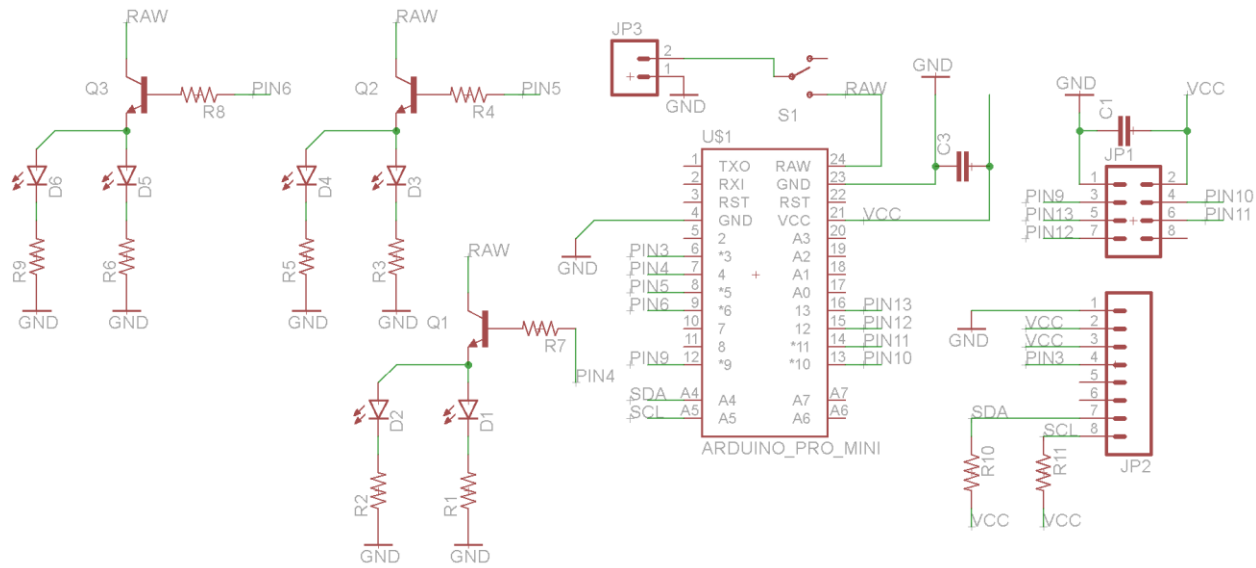 RAW
Q3
PIN6
R8
D6
D5
R9
R6
GND
GND
RAW
Q2
PIN5
R4
D4
D3
R5
R3
GND
GND
RAW
Q1
R7
PIN4
D2
D1
R2
R1
GND
GND
JP3
2
1
GND
S1
RAW
U$1
1 TXO RAW 24
2 RXI GND 23
3 RST RST 22
4 GND VCC 21 VCC
5 2 A3 20
PIN3 6 *3 A2 19
PIN4 7 4 A1 18
PIN5 8 *5 A0 17
PIN6 9 *6 13 16 PIN13
10 7 12 15 PIN12
11 8 *11 14 PIN11
PIN9 12 *9 *10 13 PIN10
SDA A4 A4 A7 A7
SCL A5 A5 A6 A6
ARDUINO_PRO_MINI
GND
GND
C3
GND
C1
VCC
JP1
1 2
PIN9 3 4 PIN10
PIN13 5 6 PIN11
PIN12 7 8
1
GND
VCC 2
VCC 3
PIN3 4
5
6
SDA 7
SCL 8
JP2
R10
R11
VCC
VCC